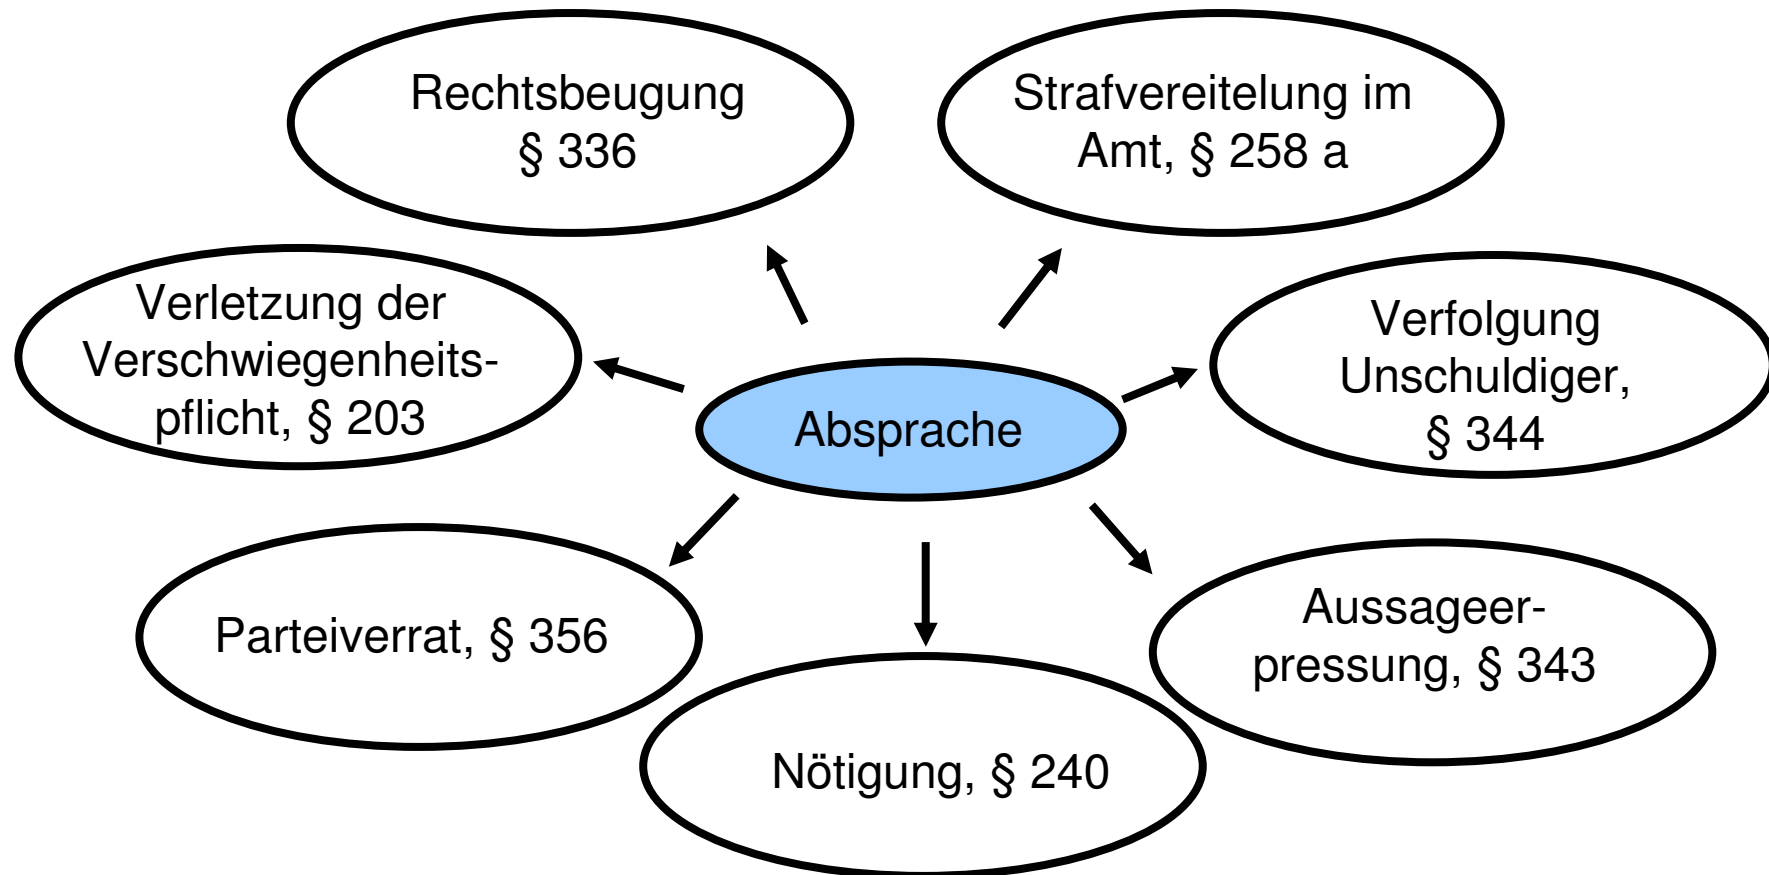 Rechtsbeugung
§ 336
Strafvereitelung im
Amt, § 258 a
Verletzung der
Verschwiegenheits-
pflicht, § 203
Verfolgung
Unschuldiger,
§ 344
Absprache
Parteiverrat, § 356
Aussageer-
pressung, § 343
Nötigung, § 240